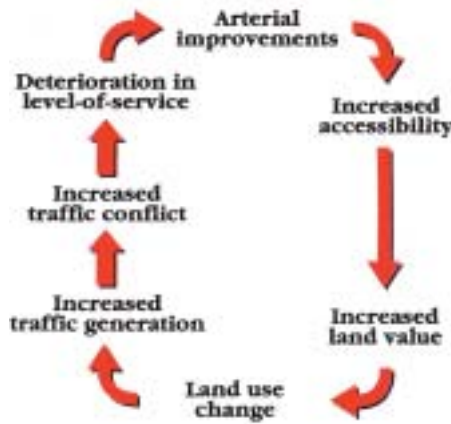 Arterial
improvements
Increased
accessibility
Increased
land value
Land use
change
Increased
traffic generation
Increased
traffic conflict
Deterioration in
level-of-service